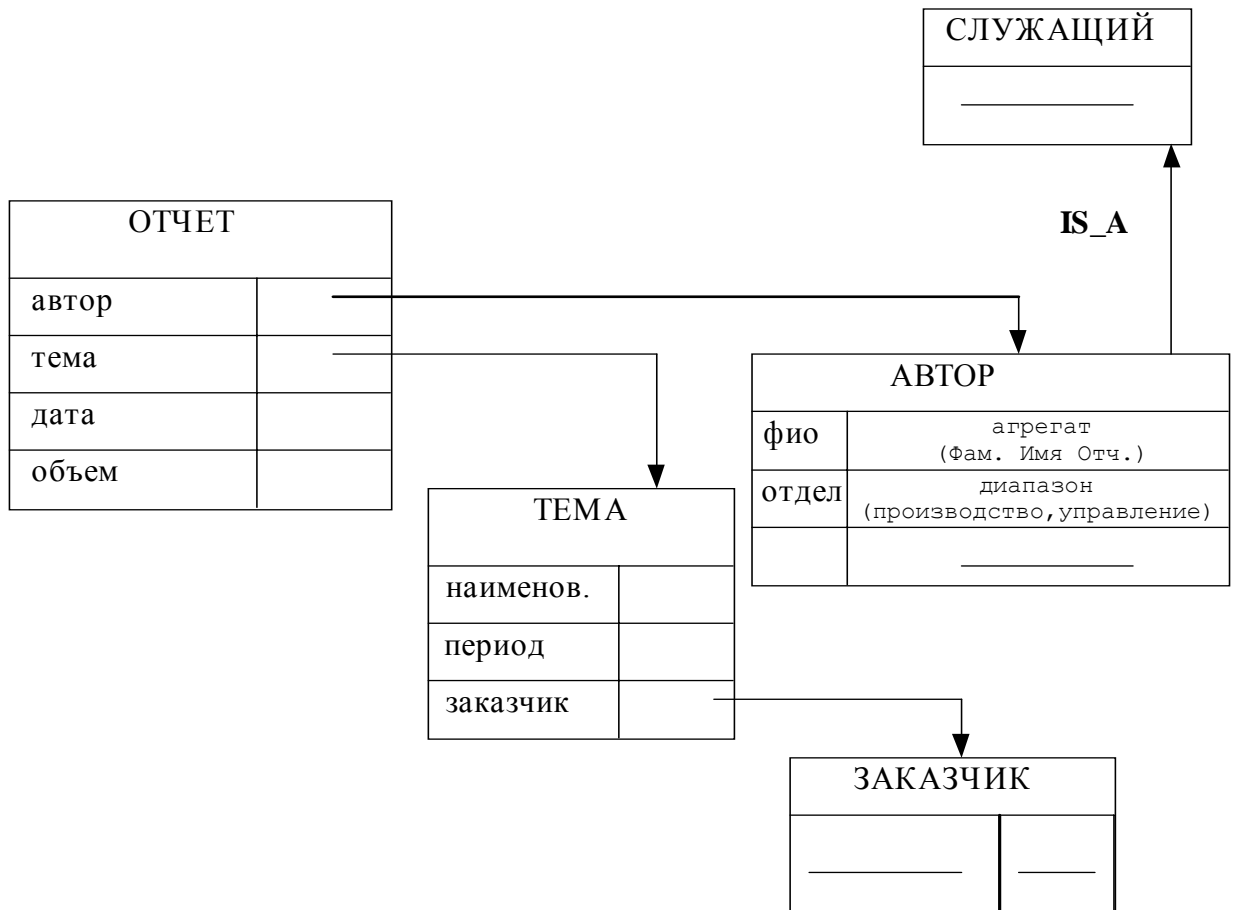 СЛУЖАЩИЙ
ОТЧЕТ
IS_A
автор
тема
дата
объем
АВТОР
фио
агрегат
(Фам. Имя Отч.)
отдел
диапазон
(производство,управление)
ТЕМА
наименов.
период
заказчик
ЗАКАЗЧИК